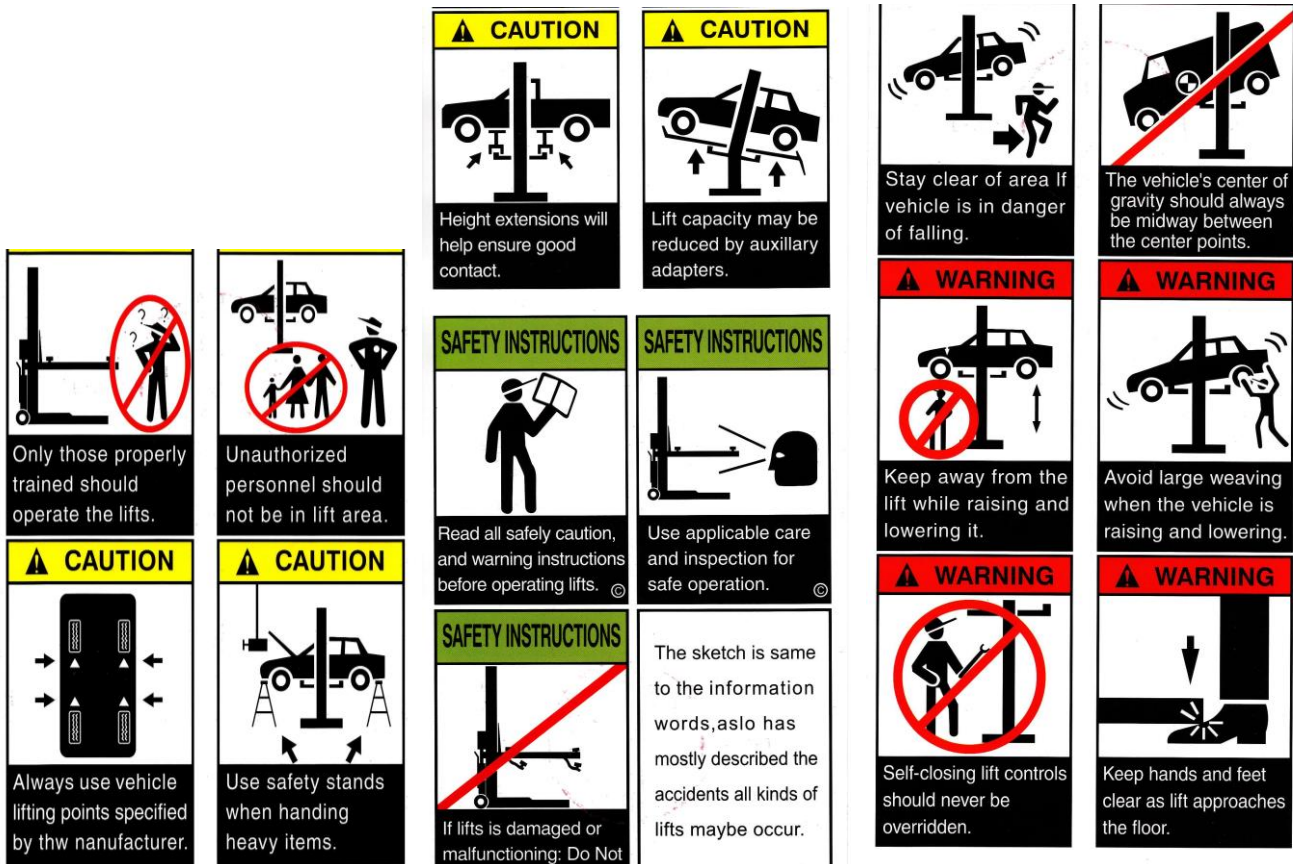 Only those properly
trained should
operate the lifts.
Unauthorized
personnel should
not be in lift area.
CAUTION
Always use vehicle
lifting points specified
by thw nanufacturer.
CAUTION
Use safety stands
when handing
heavy items.
CAUTION
Height extensions will
help ensure good
contact.
CAUTION
Lift capacity may be
reduced by auxillary
adapters.
SAFETY INSTRUCTIONS
Read all safely caution,
and warning instructions
before operating lifts. ©
SAFETY INSTRUCTIONS
Use applicable care
and inspection for
safe operation. ©
SAFETY INSTRUCTIONS
If lifts is damaged or
malfunctioning: Do Not
The sketch is same
to the information
words,aslo has
mostly described the
accidents all kinds of
lifts maybe occur.
Stay clear of area If
vehicle is in danger
of falling.
The vehicle's center of
gravity should always
be midway between
the center points.
WARNING
Keep away from the
lift while raising and
lowering it.
WARNING
Avoid large weaving
when the vehicle is
raising and lowering.
WARNING
Self-closing lift controls
should never be
overridden.
WARNING
Keep hands and feet
clear as lift approaches
the floor.